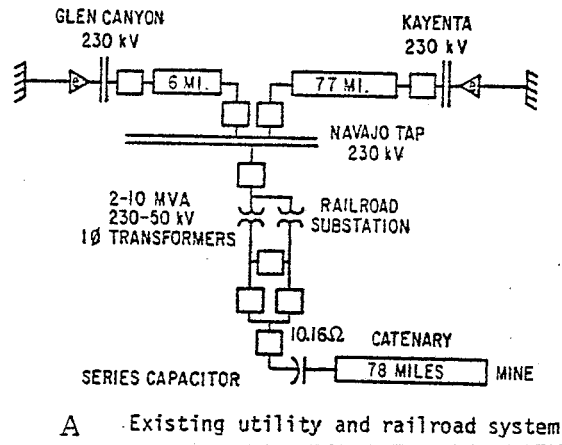 GLEN CANYON
230 kV
KAYENTA
230 kV
6 MI.
77 MI.
NAVAJO TAP
230 kV
2-10 MVA
230-50 kV
1Ø TRANSFORMERS
RAILROAD
SUBSTATION
10.16Ω
CATENARY
78 MILES
MINE
SERIES CAPACITOR
A Existing utility and railroad system